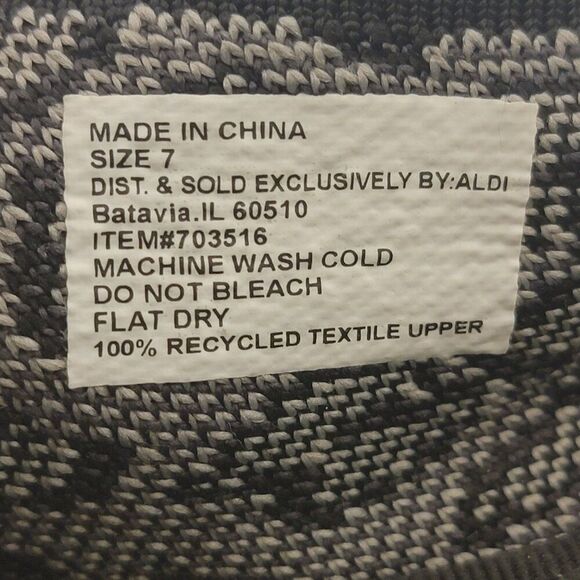 MADE IN CHINA
SIZE 7
DIST. & SOLD EXCLUSIVELY BY:ALDI
Batavia.IL 60510
ITEM#703516
MACHINE WASH COLD
DO NOT BLEACH
FLAT DRY
100% RECYCLED TEXTILE UPPER